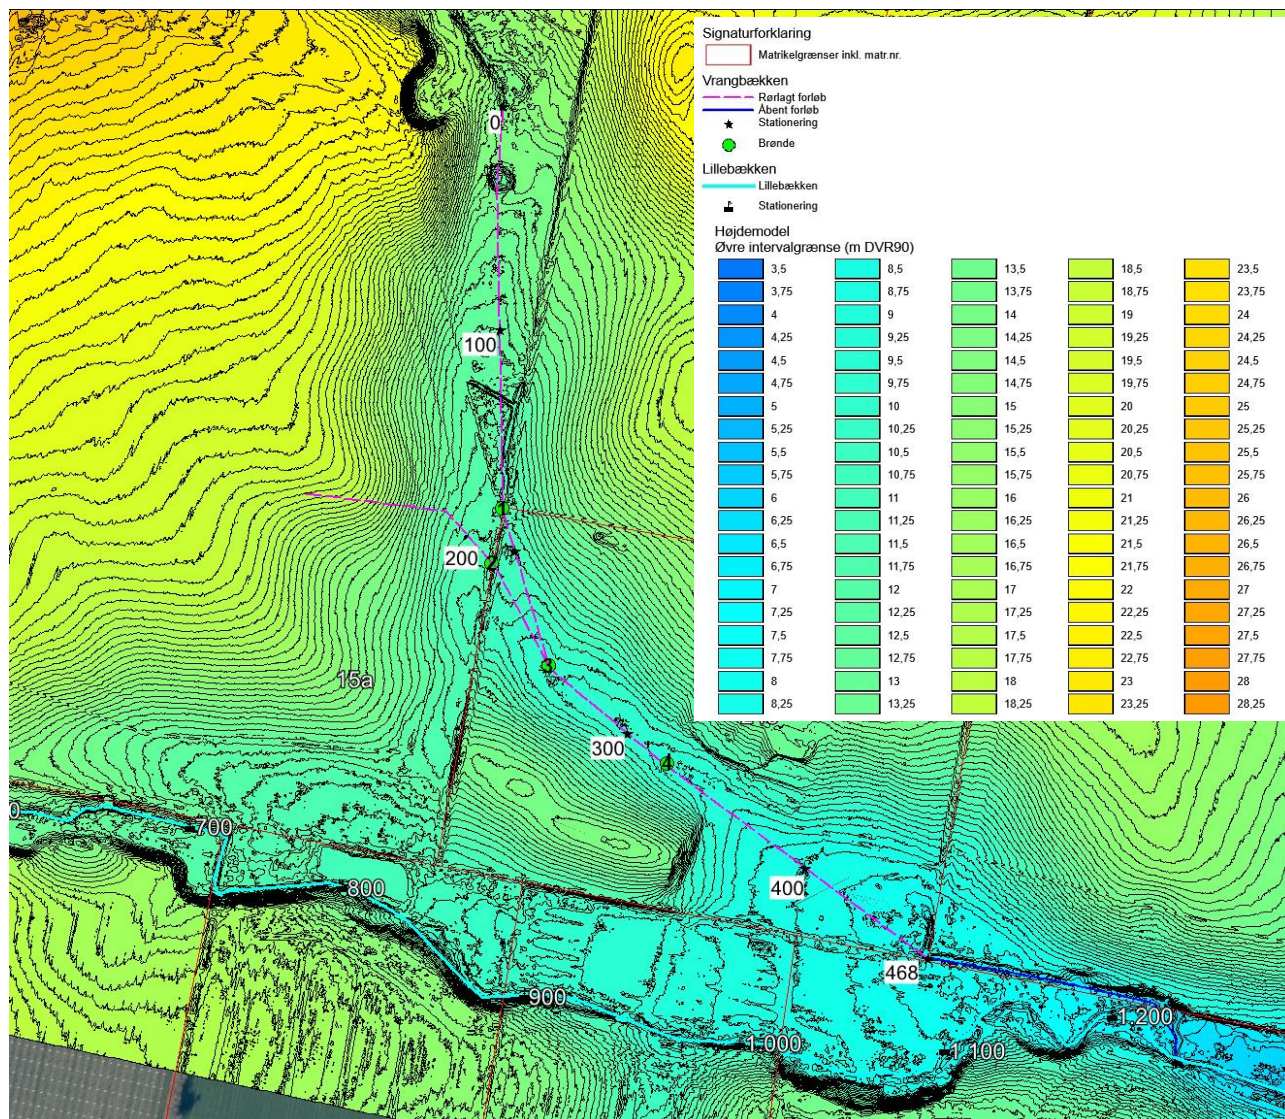 Signaturforklaring
Matrikelgrænser inkl. matr.nr.
Vrangbækken
Rørlagt forløb
Åbent forløb
Stationering
Brønde
Lillebækken
Lillebækken
Stationering
Højdemodel
Øvre intervalgrænse (m DVR90)
3,5 8,5 13,5 18,5 23,5
3,75 8,75 13,75 18,75 23,75
4 9 14 19 24
4,25 9,25 14,25 19,25 24,25
4,5 9,5 14,5 19,5 24,5
4,75 9,75 14,75 19,75 24,75
5 10 15 20 25
5,25 10,25 15,25 20,25 25,25
5,5 10,5 15,5 20,5 25,5
5,75 10,75 15,75 20,75 25,75
6 11 16 21 26
6,25 11,25 16,25 21,25 26,25
6,5 11,5 16,5 21,5 26,5
6,75 11,75 16,75 21,75 26,75
7 12 17 22 27
7,25 12,25 17,25 22,25 27,25
7,5 12,5 17,5 22,5 27,5
7,75 12,75 17,75 22,75 27,75
8 13 18 23 28
8,25 13,25 18,25 23,25 28,25
0
100
1
200
2
3
15a
300
4
400
468
0
700
800
900
1.000
1.100
1.200